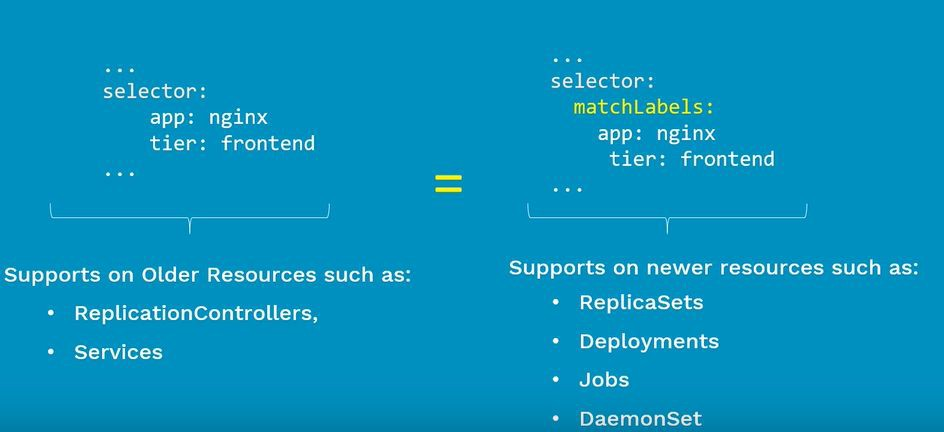 ...
selector:
    app: nginx
    tier: frontend
...
=
...
selector:
  matchLabels:
    app: nginx
     tier: frontend
...
Supports on Older Resources such as:
• ReplicationControllers,
• Services
Supports on newer resources such as:
• ReplicaSets
• Deployments
• Jobs
• DaemonSet